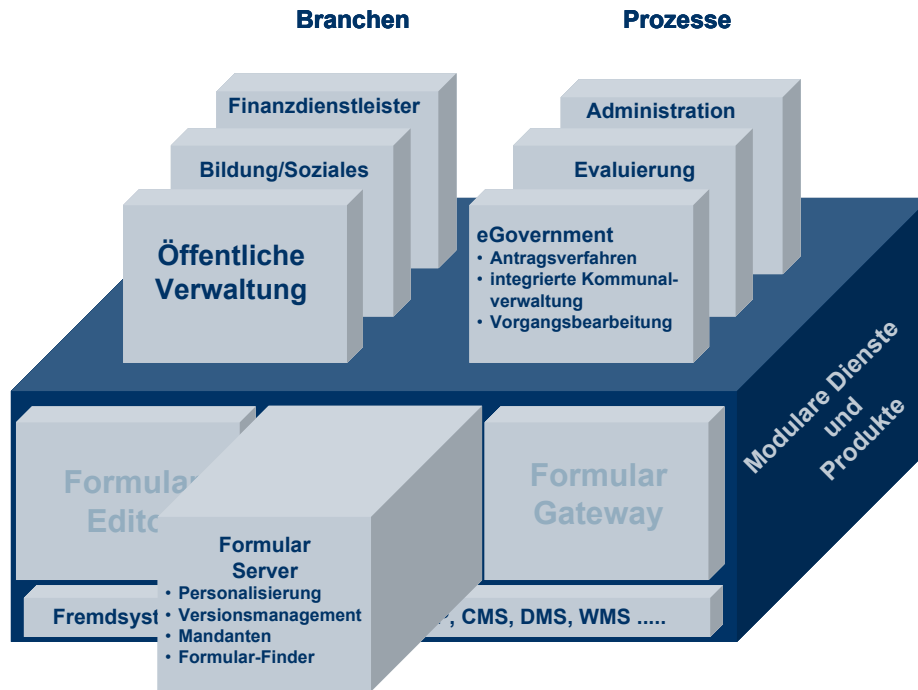 Branchen
Prozesse
Finanzdienstleister
Bildung/Soziales
Öffentliche
Verwaltung
Administration
Evaluierung
eGovernment
• Antragsverfahren
• integrierte Kommunal-
verwaltung
• Vorgangsbearbeitung
Modulare Dienste
und
Produkte
Formular
Gateway
Formular
Server
• Personalisierung
• Versionsmanagement
• Mandanten
• Formular-Finder
Formular
, CMS, DMS, WMS .....